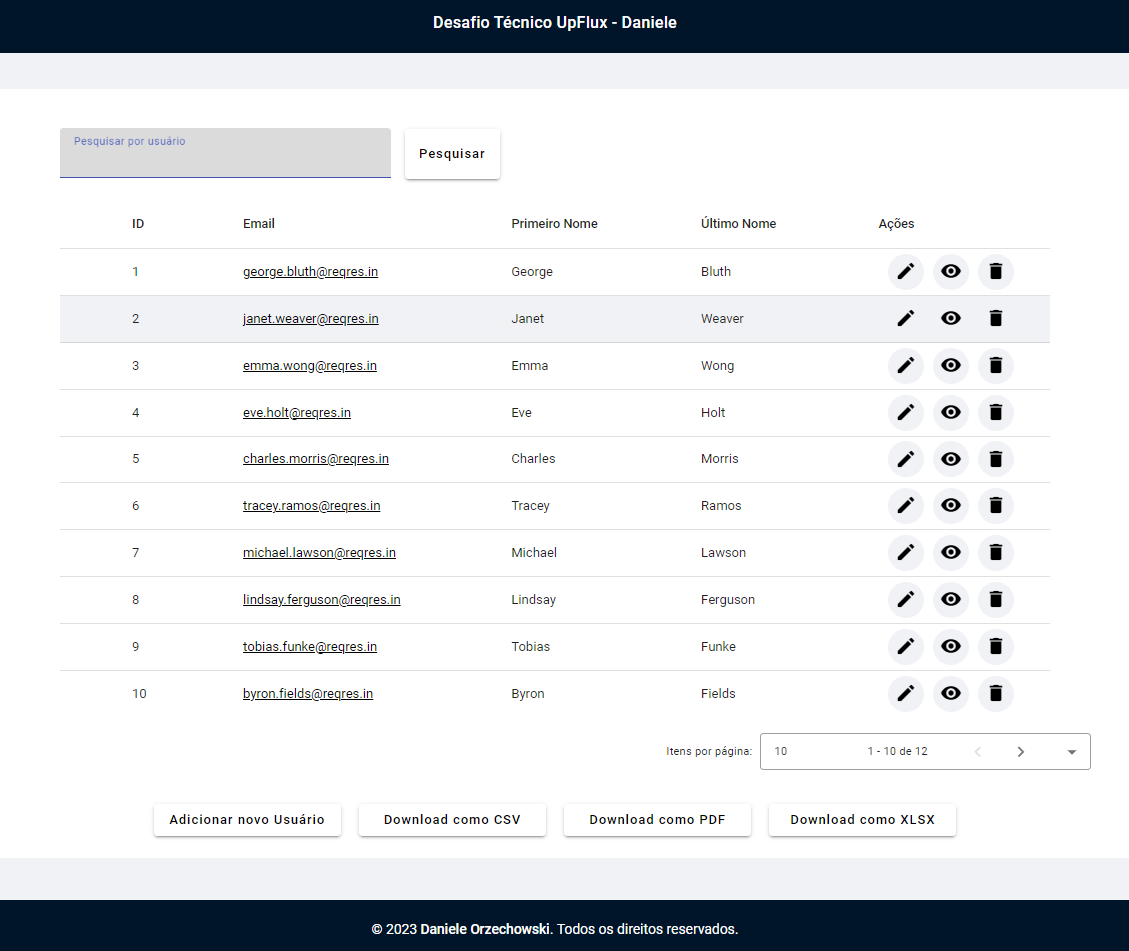 Desafio Técnico UpFlux - Daniele
Pesquisar por usuário
Pesquisar
ID Email Primeiro Nome Último Nome Ações
1 george.bluth@reqres.in George Bluth
2 janet.weaver@reqres.in Janet Weaver
3 emma.wong@reqres.in Emma Wong
4 eve.holt@reqres.in Eve Holt
5 charles.morris@reqres.in Charles Morris
6 tracey.ramos@reqres.in Tracey Ramos
7 michael.lawson@reqres.in Michael Lawson
8 lindsay.ferguson@reqres.in Lindsay Ferguson
9 tobias.funke@reqres.in Tobias Funke
10 byron.fields@reqres.in Byron Fields
Itens por página: 10 1 - 10 de 12
Adicionar novo Usuário Download como CSV Download como PDF Download como XLSX
© 2023 Daniele Orzechowski. Todos os direitos reservados.